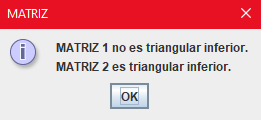 MATRIZ
MATRIZ 1 no es triangular inferior.
MATRIZ 2 es triangular inferior.
OK